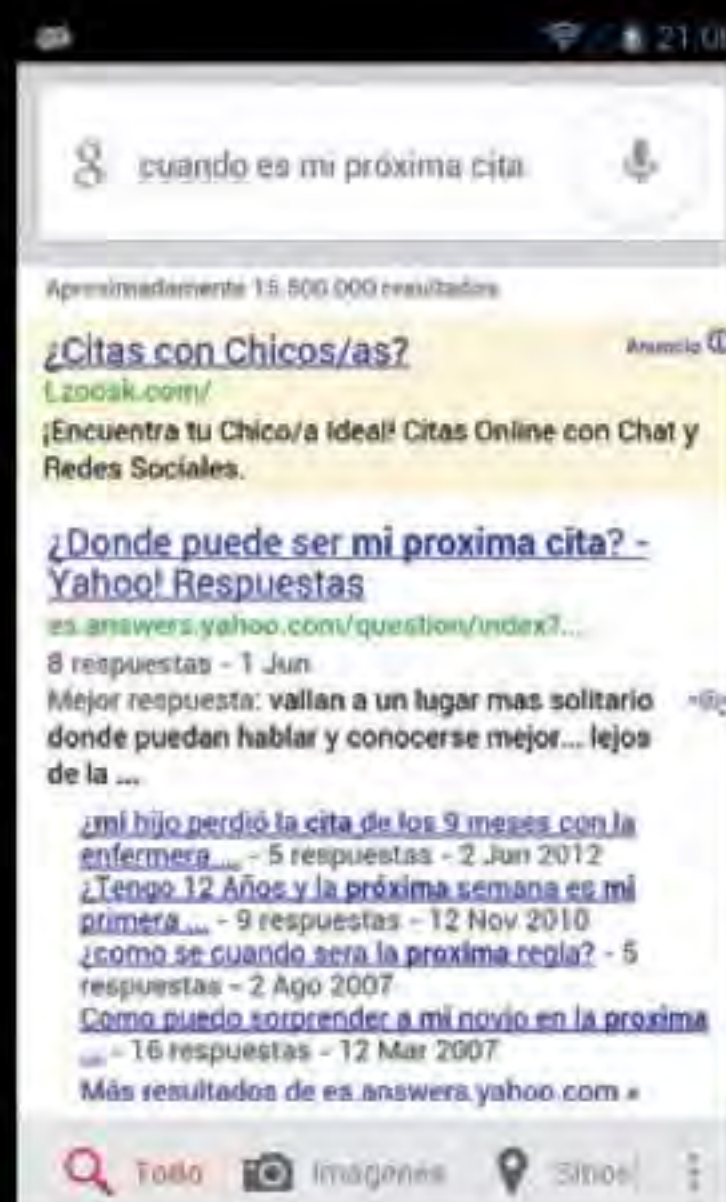 21:0
g cuando es mi próxima cita
Aproximadamente 15.500.000 resultados
¿Citas con Chicos/as?
Anuncio
t.zoosk.com/
¡Encuentra tu Chico/a Ideal! Citas Online con Chat y
Redes Sociales.
¿Donde puede ser mi proxima cita? -
Yahoo! Respuestas
es.answers.yahoo.com/question/index?...
8 respuestas - 1 Jun
Mejor respuesta: vallan a un lugar mas solitario
donde puedan hablar y conocerse mejor... lejos
de la ...
¿mi hijo perdió la cita de los 9 meses con la
enfermera ... - 5 respuestas - 2 Jun 2012
¿Tengo 12 Años y la próxima semana es mi
primera ... - 9 respuestas - 12 Nov 2010
¿como se cuando sera la proxima regla? - 5
respuestas - 2 Ago 2007
Como puedo sorprender a mi novio en la proxima
... - 16 respuestas - 12 Mar 2007
Más resultados de es.answers.yahoo.com »
Todo Imágenes Sitios